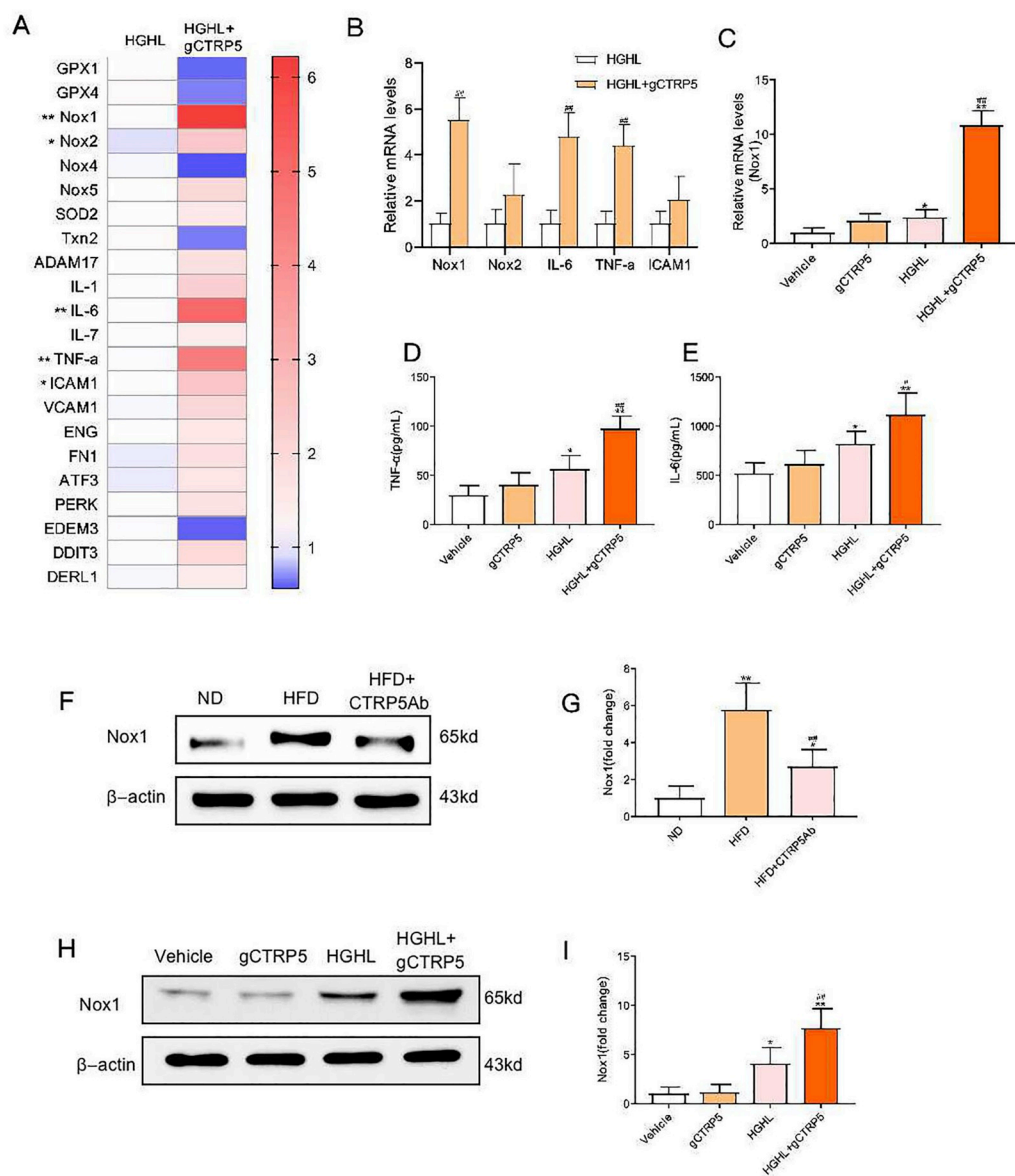 A
HGHL
HGHL+
gCTRP5
GPX1
GPX4
** Nox1
* Nox2
Nox4
Nox5
SOD2
Txn2
ADAM17
IL-1
** IL-6
IL-7
** TNF-a
* ICAM1
VCAM1
ENG
FN1
ATF3
PERK
EDEM3
DDIT3
DERL1
6
5
4
3
2
1
B
HGHL
HGHL+gCTRP5
Relative mRNA levels
8
6
4
2
0
##
##
##
Nox1
Nox2
IL-6
TNF-a
ICAM1
C
Relative mRNA levels
(Nox1)
15
10
5
0
*
##
**
Vehicle
gCTRP5
HGHL
HGHL+gCTRP5
D
TNF-α(pg/mL)
150
100
50
0
*
##
**
Vehicle
gCTRP5
HGHL
HGHL+gCTRP5
E
IL-6(pg/mL)
1500
1000
500
0
*
#
**
Vehicle
gCTRP5
HGHL
HGHL+gCTRP5
F
ND
HFD
HFD+
CTRP5Ab
Nox1
65kd
β-actin
43kd
G
Nox1(fold change)
8
6
4
2
0
**
##
#
ND
HFD
HFD+CTRP5Ab
H
Vehicle
gCTRP5
HGHL
HGHL+
gCTRP5
Nox1
65kd
β-actin
43kd
I
Nox1(fold change)
15
10
5
0
*
##
**
Vehicle
gCTRP5
HGHL
HGHL+gCTRP5